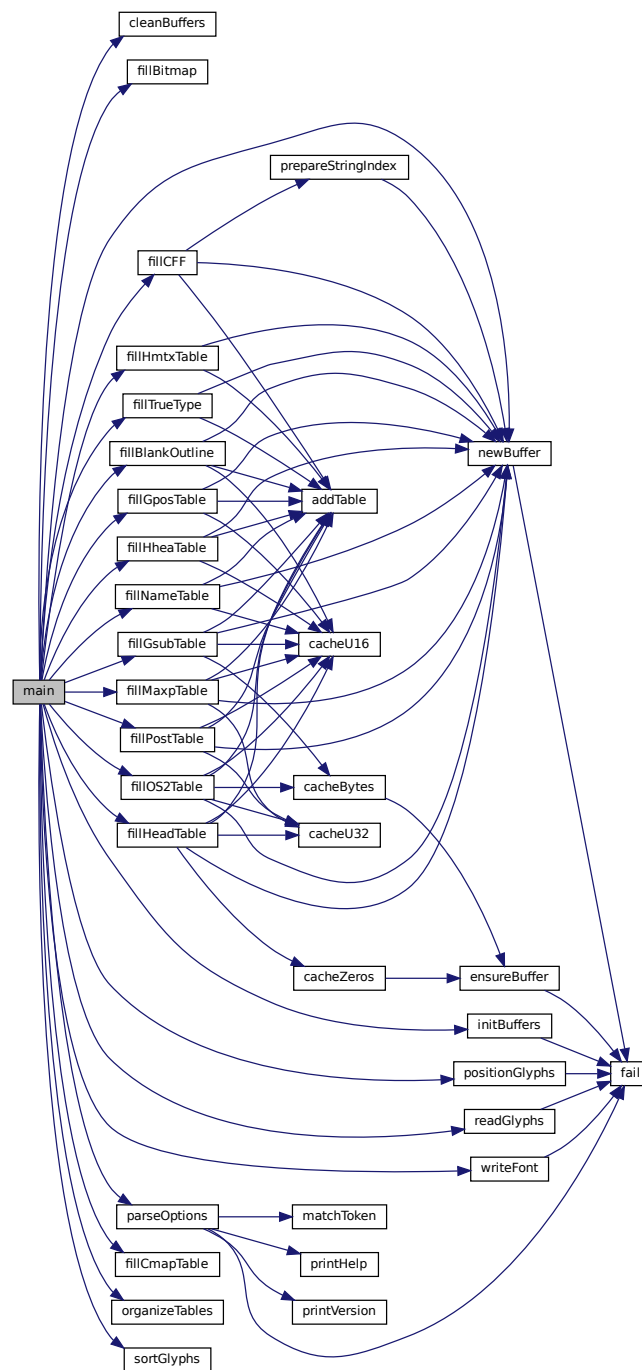 cleanBuffers
fillBitmap
prepareStringIndex
fillCFF
fillHmtxTable
fillTrueType
fillBlankOutline
newBuffer
fillGposTable
addTable
fillHheaTable
fillNameTable
fillGsubTable
cacheU16
main
fillMaxpTable
fillPostTable
fillOS2Table
cacheBytes
fillHeadTable
cacheU32
cacheZeros
ensureBuffer
initBuffers
positionGlyphs
fail
readGlyphs
writeFont
parseOptions
matchToken
fillCmapTable
printHelp
organizeTables
printVersion
sortGlyphs